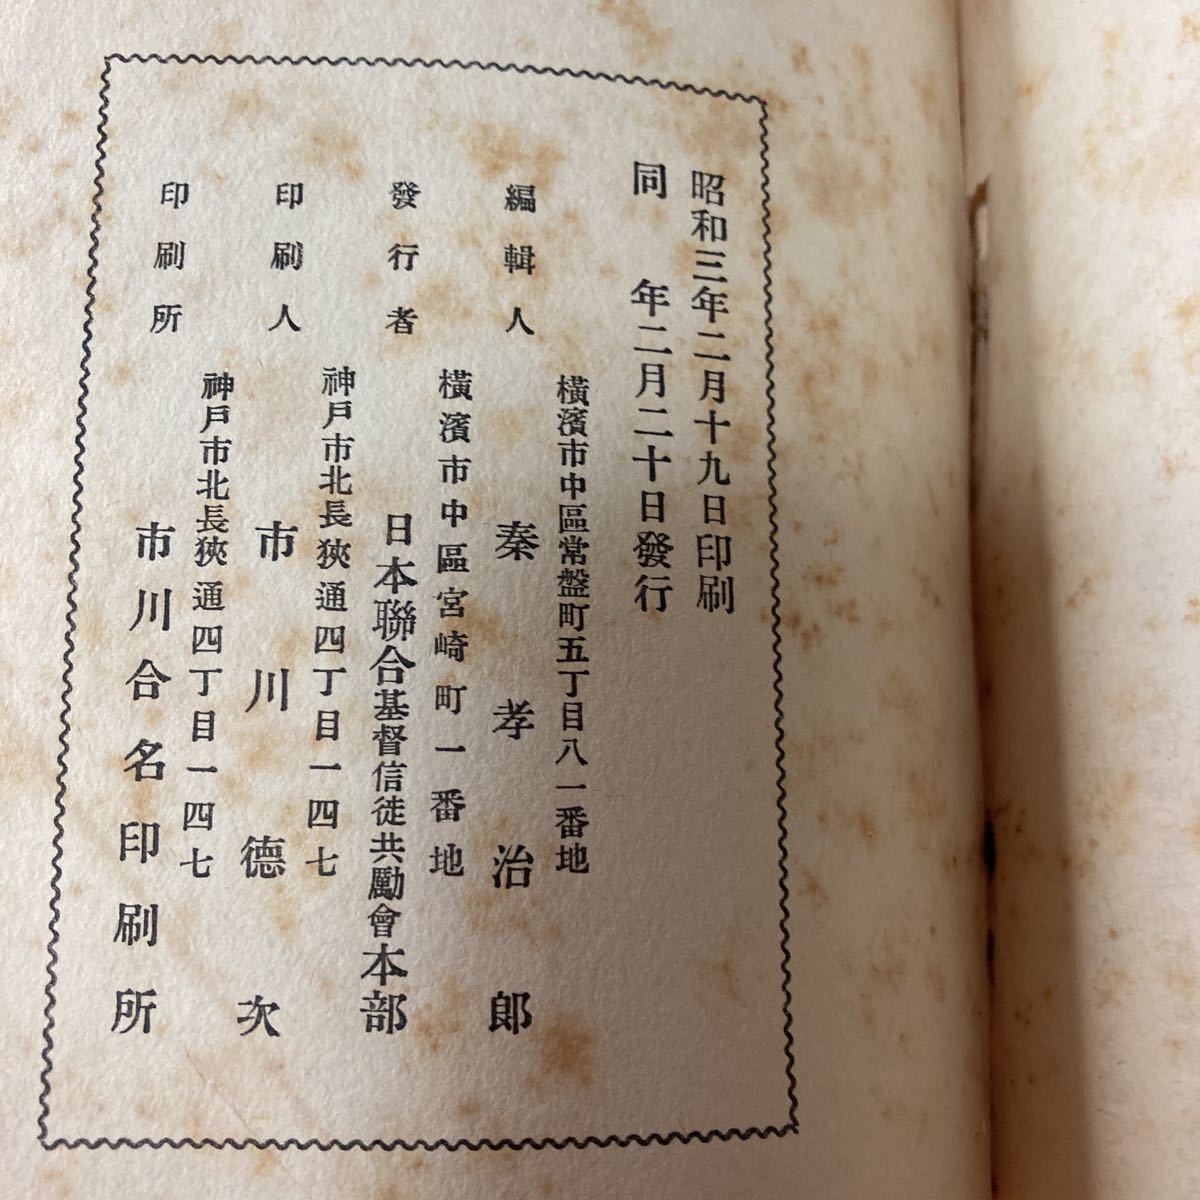 昭和三年二月十九日印刷
同　年二月二十日發行
橫濱市中區常盤町五丁目八一番地
編輯人　秦孝治郎
橫濱市中區宮崎町一番地
發行者　日本聯合基督信徒共勵會本部
神戸市北長狹通四丁目一四七
印刷人　市川德次
神戸市北長狹通四丁目一四七
印刷所　市川合名印刷所